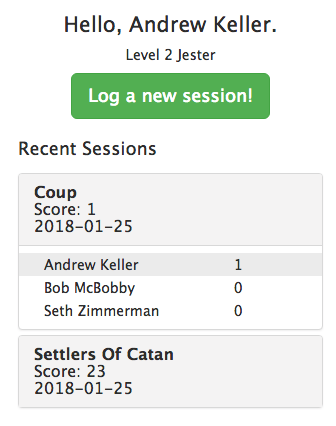 Hello, Andrew Keller.
Level 2 Jester
Log a new session!
Recent Sessions
Coup
Score: 1
2018-01-25
Andrew Keller 1
Bob McBobby 0
Seth Zimmerman 0
Settlers Of Catan
Score: 23
2018-01-25